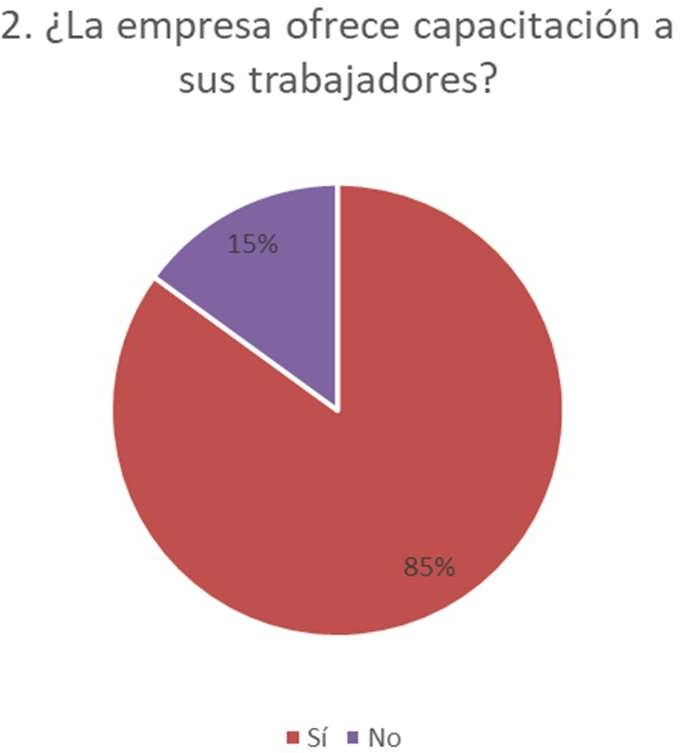 2. ¿La empresa ofrece capacitación a
sus trabajadores?
15%
85%
Sí No